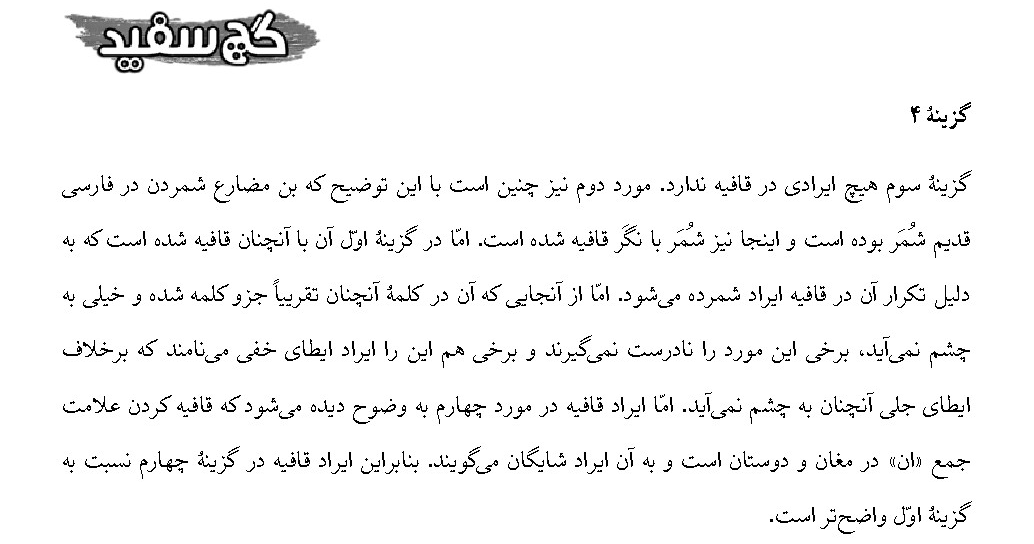 گچ سفید
گزینهٔ ۴
گزینهٔ سوم هیچ ایرادی در قافیه ندارد. مورد دوم نیز چنین است با این توضیح که بن مضارع شمردن در فارسی
قدیم شُمَر بوده است و اینجا نیز شُمَر با نگَر قافیه شده است. امّا در گزینهٔ اوّل آن با آنچنان قافیه شده است که به
دلیل تکرار آن در قافیه ایراد شمرده می‌شود. امّا از آنجایی که آن در کلمهٔ آنچنان تقریباً جزو کلمه شده و خیلی به
چشم نمی‌آید، برخی این مورد را نادرست نمی‌گیرند و برخی هم این را ایراد ایطای خفی می‌نامند که برخلاف
ایطای جلی آنچنان به چشم نمی‌آید. امّا ایراد قافیه در مورد چهارم به وضوح دیده می‌شود که قافیه کردن علامت
جمع «ان» در مغان و دوستان است و به آن ایراد شایگان می‌گویند. بنابراین ایراد قافیه در گزینهٔ چهارم نسبت به
گزینهٔ اوّل واضح‌تر است.